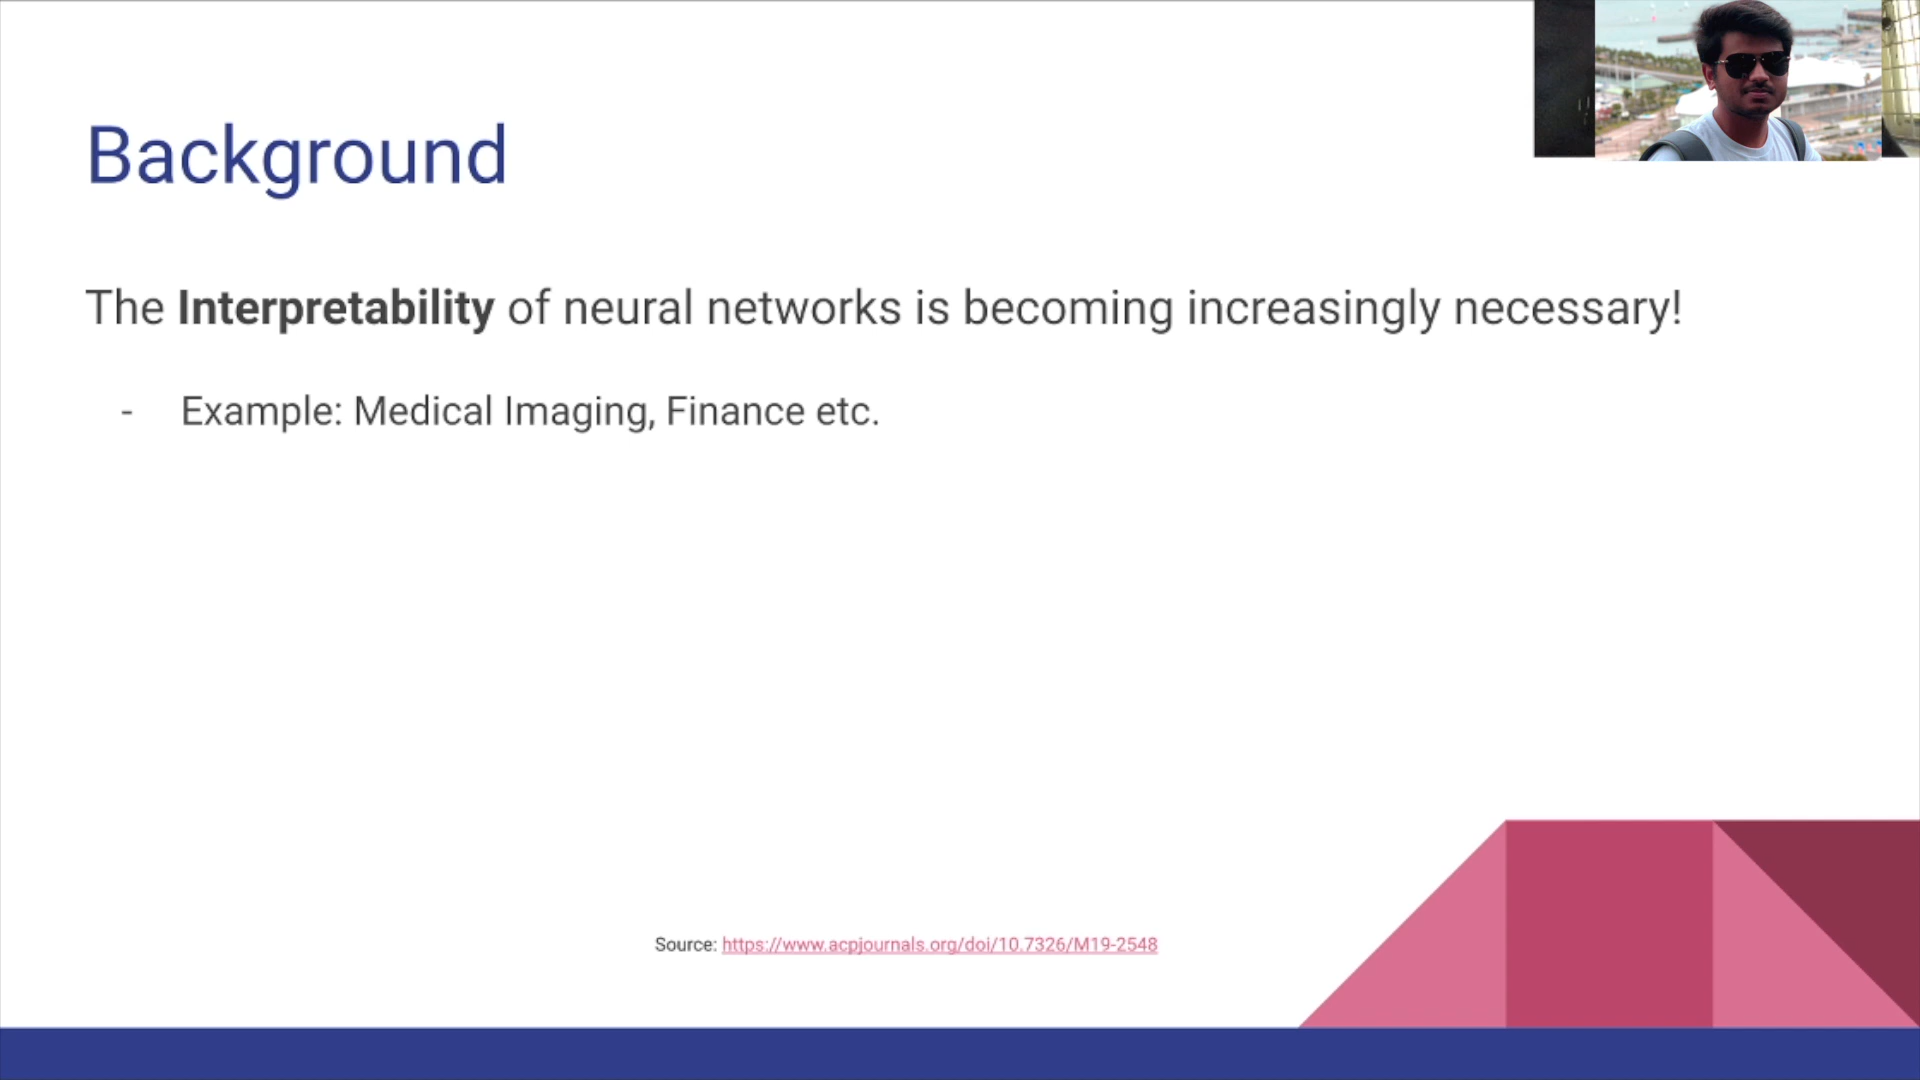 Background
The Interpretability of neural networks is becoming increasingly necessary!
- Example: Medical Imaging, Finance etc.
Source: https://www.acpjournals.org/doi/10.7326/M19-2548